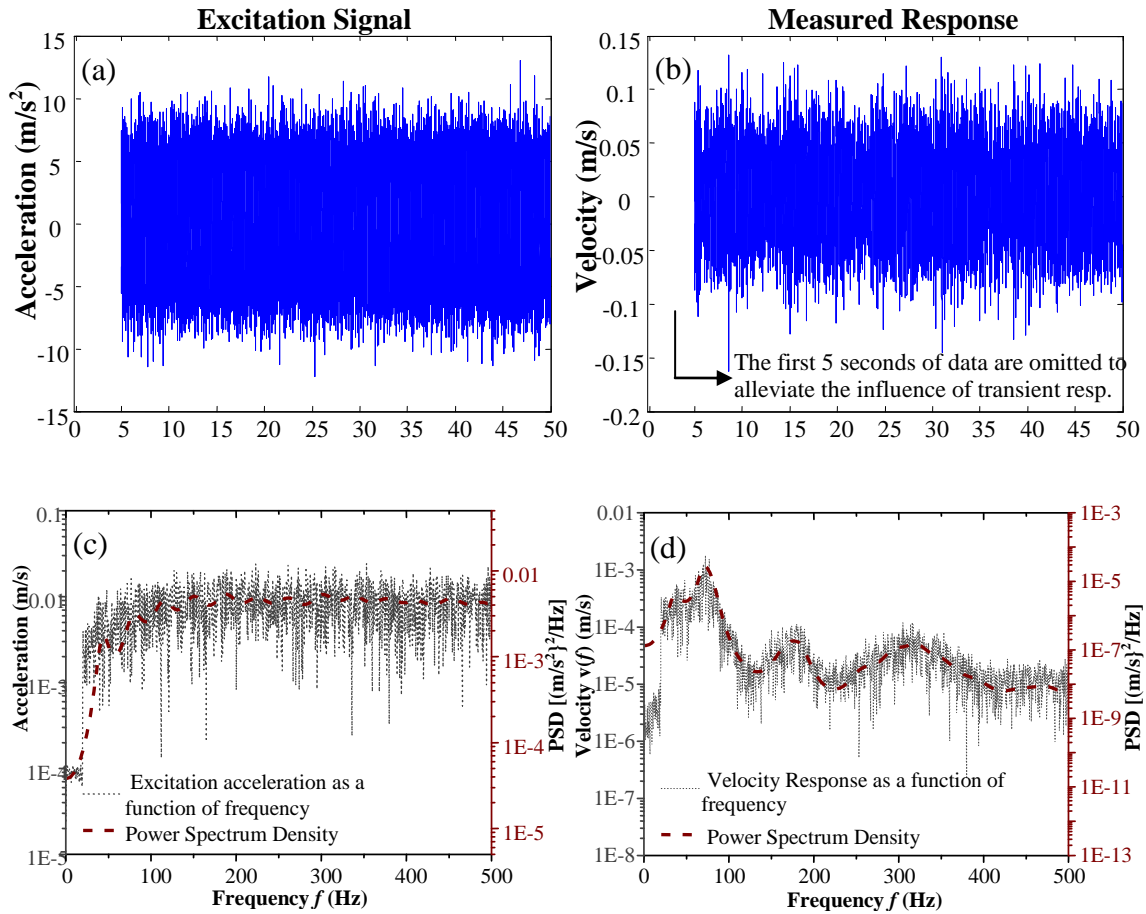 Excitation Signal
Measured Response
(a)
Acceleration (m/s²)
15
10
5
0
-5
-10
-15
0 5 10 15 20 25 30 35 40 45 50
(b)
Velocity (m/s)
0.15
0.1
0.05
0
-0.05
-0.1
-0.15
-0.2
The first 5 seconds of data are omitted to
alleviate the influence of transient resp.
0 5 10 15 20 25 30 35 40 45 50
(c)
Acceleration (m/s)
0.1
0.01
1E-3
1E-4
1E-5
0.01
1E-3
1E-4
1E-5
PSD [(m/s²}²/Hz]
Excitation acceleration as a
function of frequency
Power Spectrum Density
0 100 200 300 400 500
Frequency f (Hz)
(d)
Velocity v(f) (m/s)
0.01
1E-3
1E-4
1E-5
1E-6
1E-7
1E-8
1E-3
1E-5
1E-7
1E-9
1E-11
1E-13
PSD [(m/s}²/Hz)
Velocity Response as a function of
frequency
Power Spectrum Density
0 100 200 300 400 500
Frequency f (Hz)